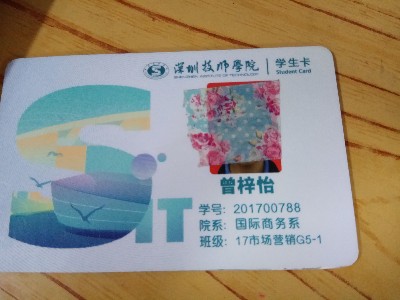 深圳技师学院
SHENZHEN INSTITUTE OF TECHNOLOGY
学生卡
Student Card
SIT
曾梓怡
学号: 201700788
院系: 国际商务系
班级: 17市场营销G5-1